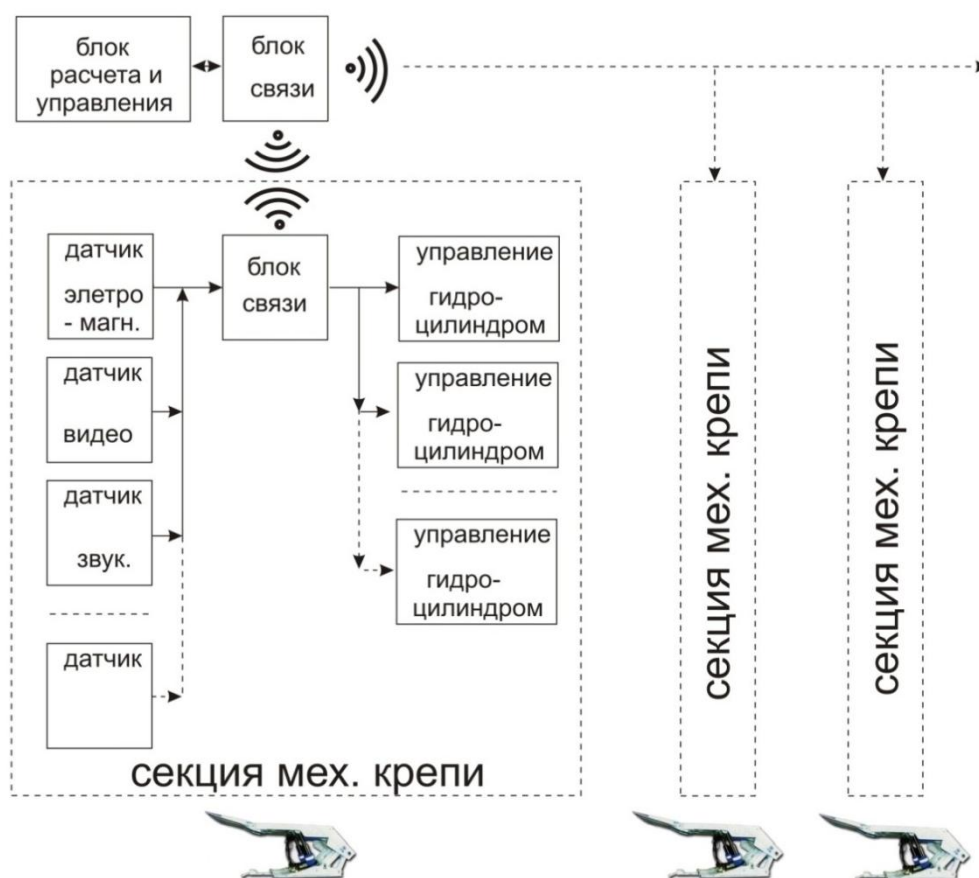 блок
расчета и
управления
блок
связи
датчик
элетро
- магн.
датчик
видео
датчик
звук.
датчик
блок
связи
управление
гидро-
цилиндром
управление
гидро-
цилиндром
управление
гидро-
цилиндром
секция мех. крепи
секция мех. крепи
секция мех. крепи